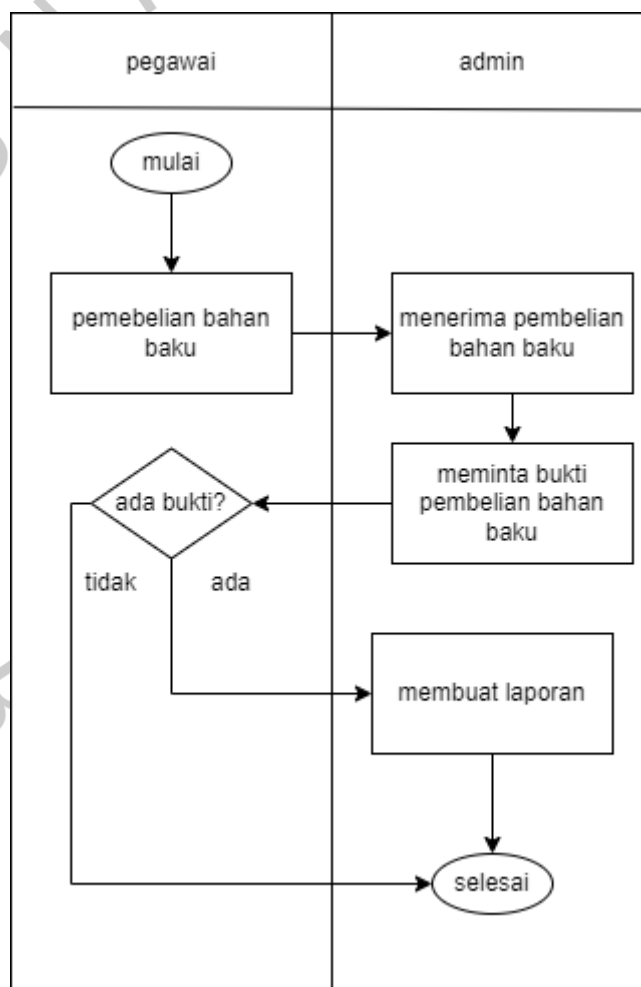 pegawai
admin
mulai
pemebelian bahan
baku
menerima pembelian
bahan baku
meminta bukti
pembelian bahan
baku
ada bukti?
tidak
ada
membuat laporan
selesai